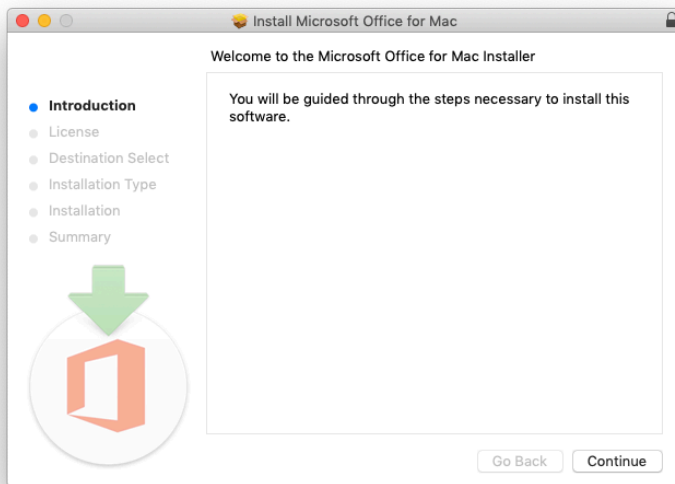 Install Microsoft Office for Mac
Welcome to the Microsoft Office for Mac Installer
Introduction
License
Destination Select
Installation Type
Installation
Summary
You will be guided through the steps necessary to install this
software.
Go Back
Continue